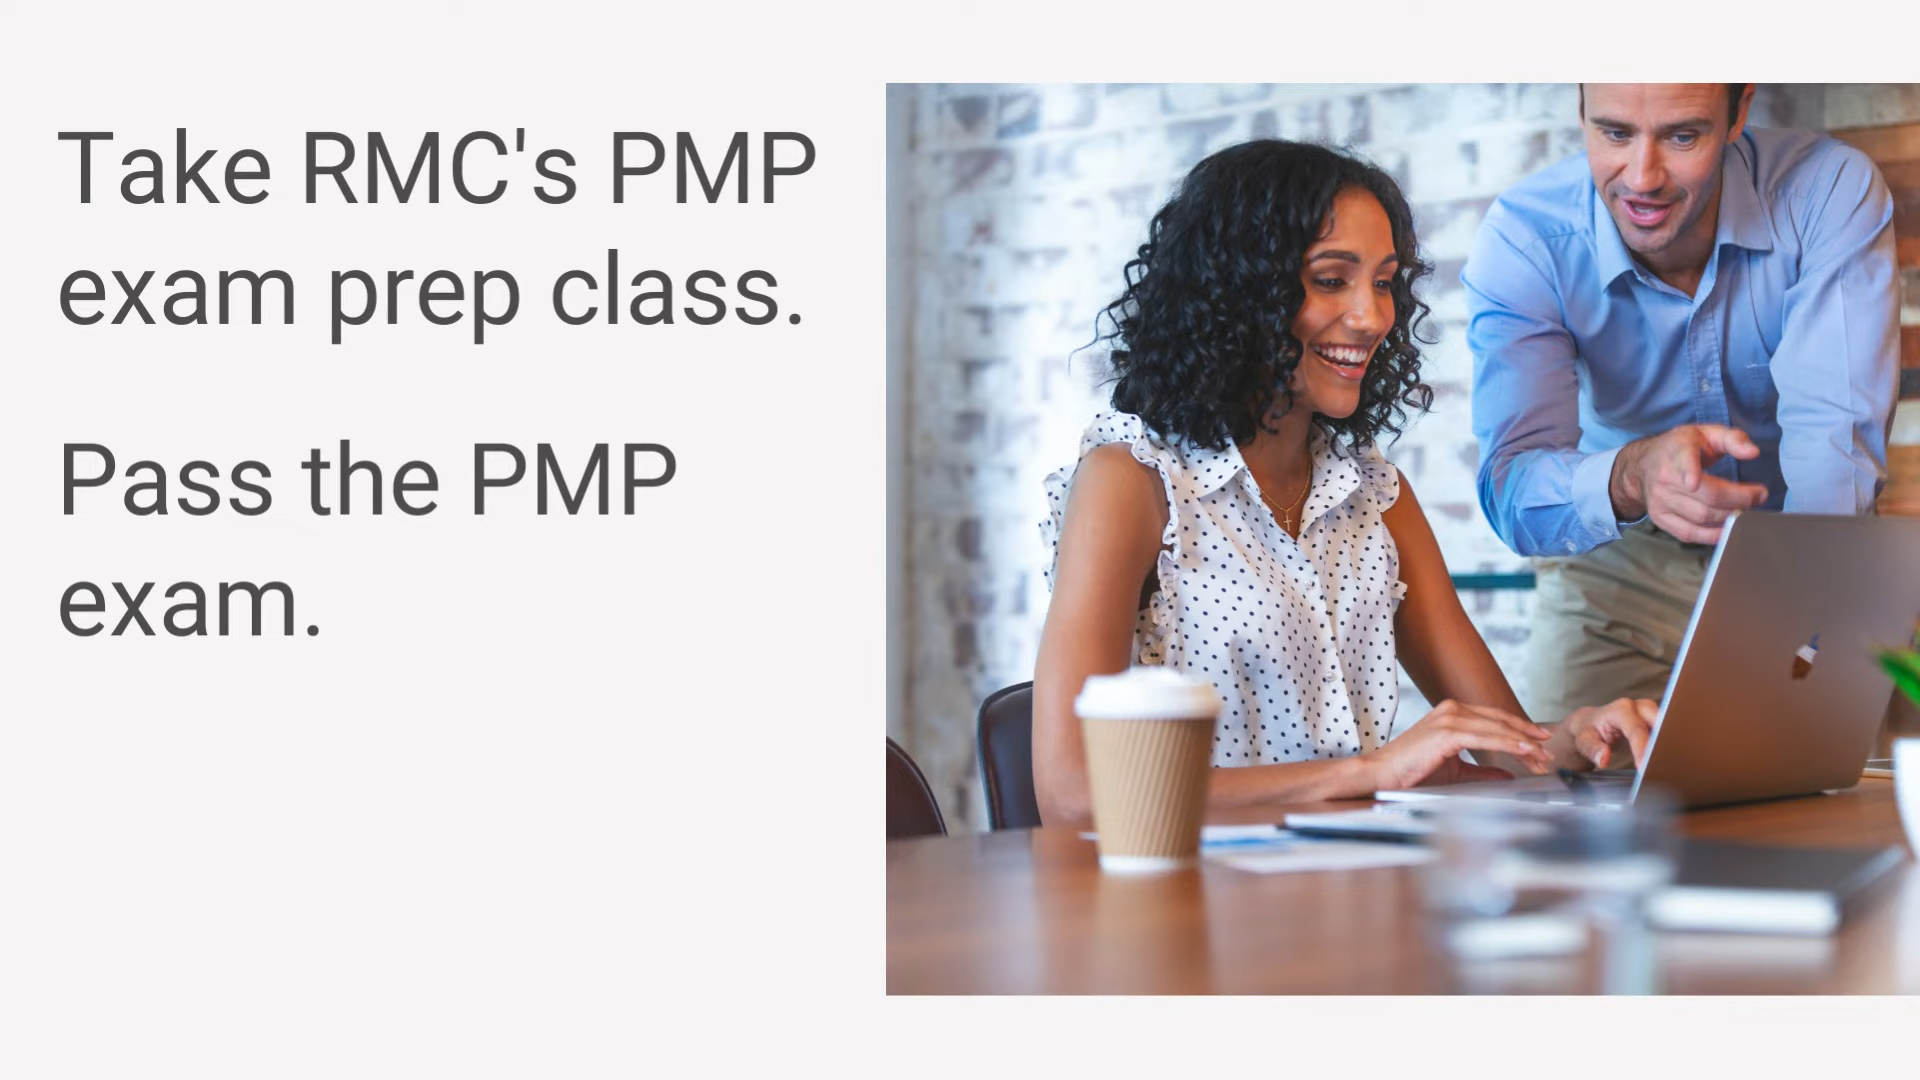 Take RMC's PMP
exam prep class.
Pass the PMP
exam.